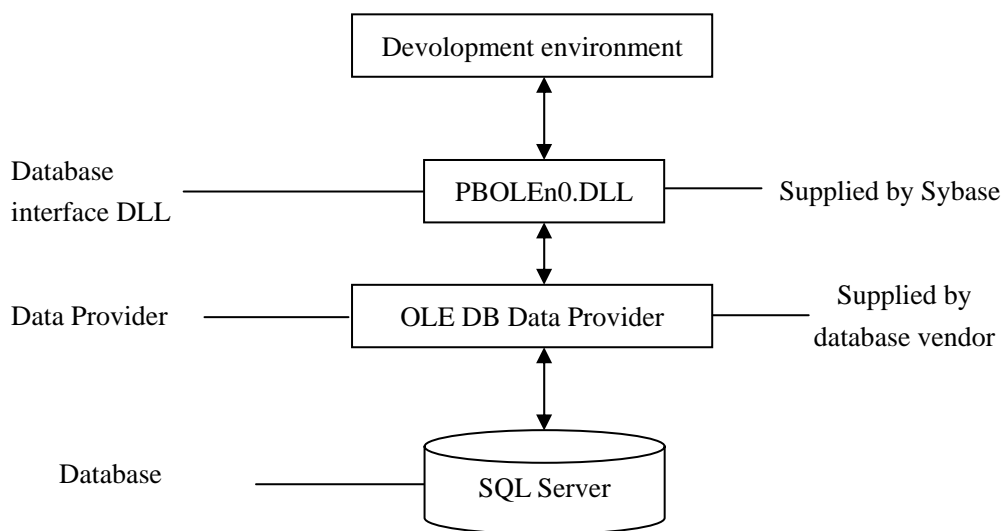 Devolopment environment
Database
interface DLL
PBOLEn0.DLL
Supplied by Sybase
Data Provider
OLE DB Data Provider
Supplied by
database vendor
Database
SQL Server